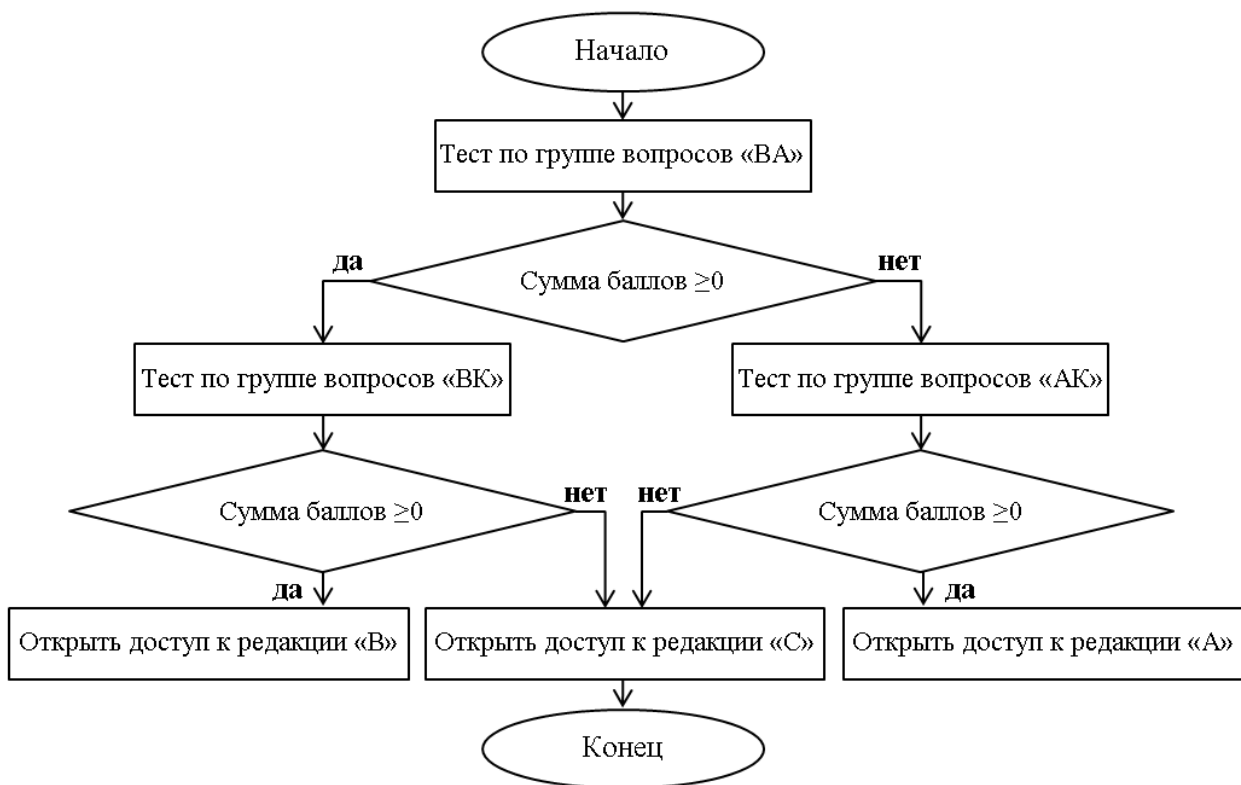 Начало
Тест по группе вопросов «ВА»
Сумма баллов ≥0
да
нет
Тест по группе вопросов «ВК»
Тест по группе вопросов «АК»
Сумма баллов ≥0
нет
нет
Сумма баллов ≥0
да
да
Открыть доступ к редакции «В»
Открыть доступ к редакции «С»
Открыть доступ к редакции «А»
Конец